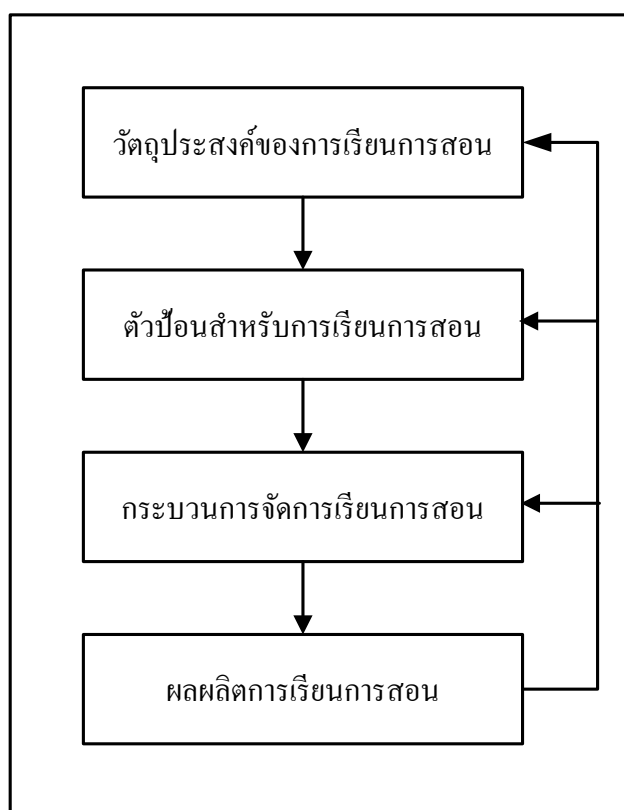 วัตถุประสงค์ของการเรียนการสอน
ตัวป้อนสำหรับการเรียนการสอน
กระบวนการจัดการเรียนการสอน
ผลผลิตการเรียนการสอน